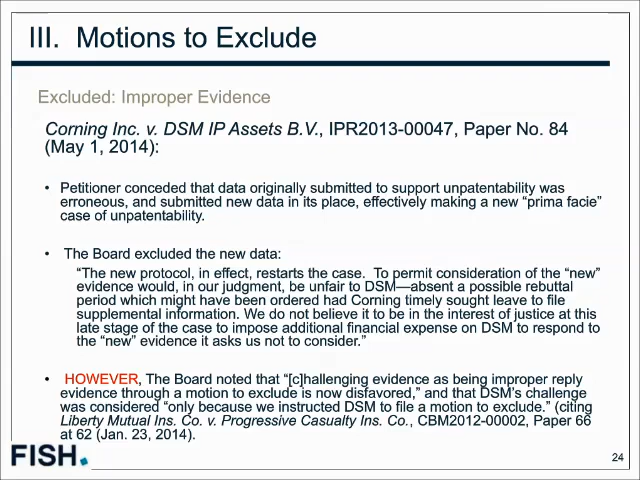 III. Motions to Exclude
Excluded: Improper Evidence
Corning Inc. v. DSM IP Assets B.V., IPR2013-00047, Paper No. 84
(May 1, 2014):
• Petitioner conceded that data originally submitted to support unpatentability was
erroneous, and submitted new data in its place, effectively making a new “prima facie”
case of unpatentability.
• The Board excluded the new data:
“The new protocol, in effect, restarts the case. To permit consideration of the “new”
evidence would, in our judgment, be unfair to DSM—absent a possible rebuttal
period which might have been ordered had Corning timely sought leave to file
supplemental information. We do not believe it to be in the interest of justice at this
late stage of the case to impose additional financial expense on DSM to respond to
the “new” evidence it asks us not to consider.”
• HOWEVER, The Board noted that “[c]hallenging evidence as being improper reply
evidence through a motion to exclude is now disfavored,” and that DSM’s challenge
was considered “only because we instructed DSM to file a motion to exclude.” (citing
Liberty Mutual Ins. Co. v. Progressive Casualty Ins. Co., CBM2012-00002, Paper 66
at 62 (Jan. 23, 2014).
FISH.
24